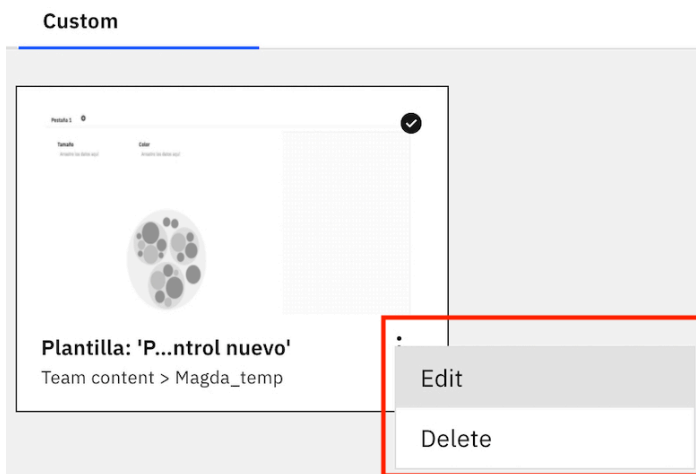 Custom
Pestaña 1
Tamaño
Color
Plantilla: 'P...ntrol nuevo'
Team content > Magda_temp
Edit
Delete